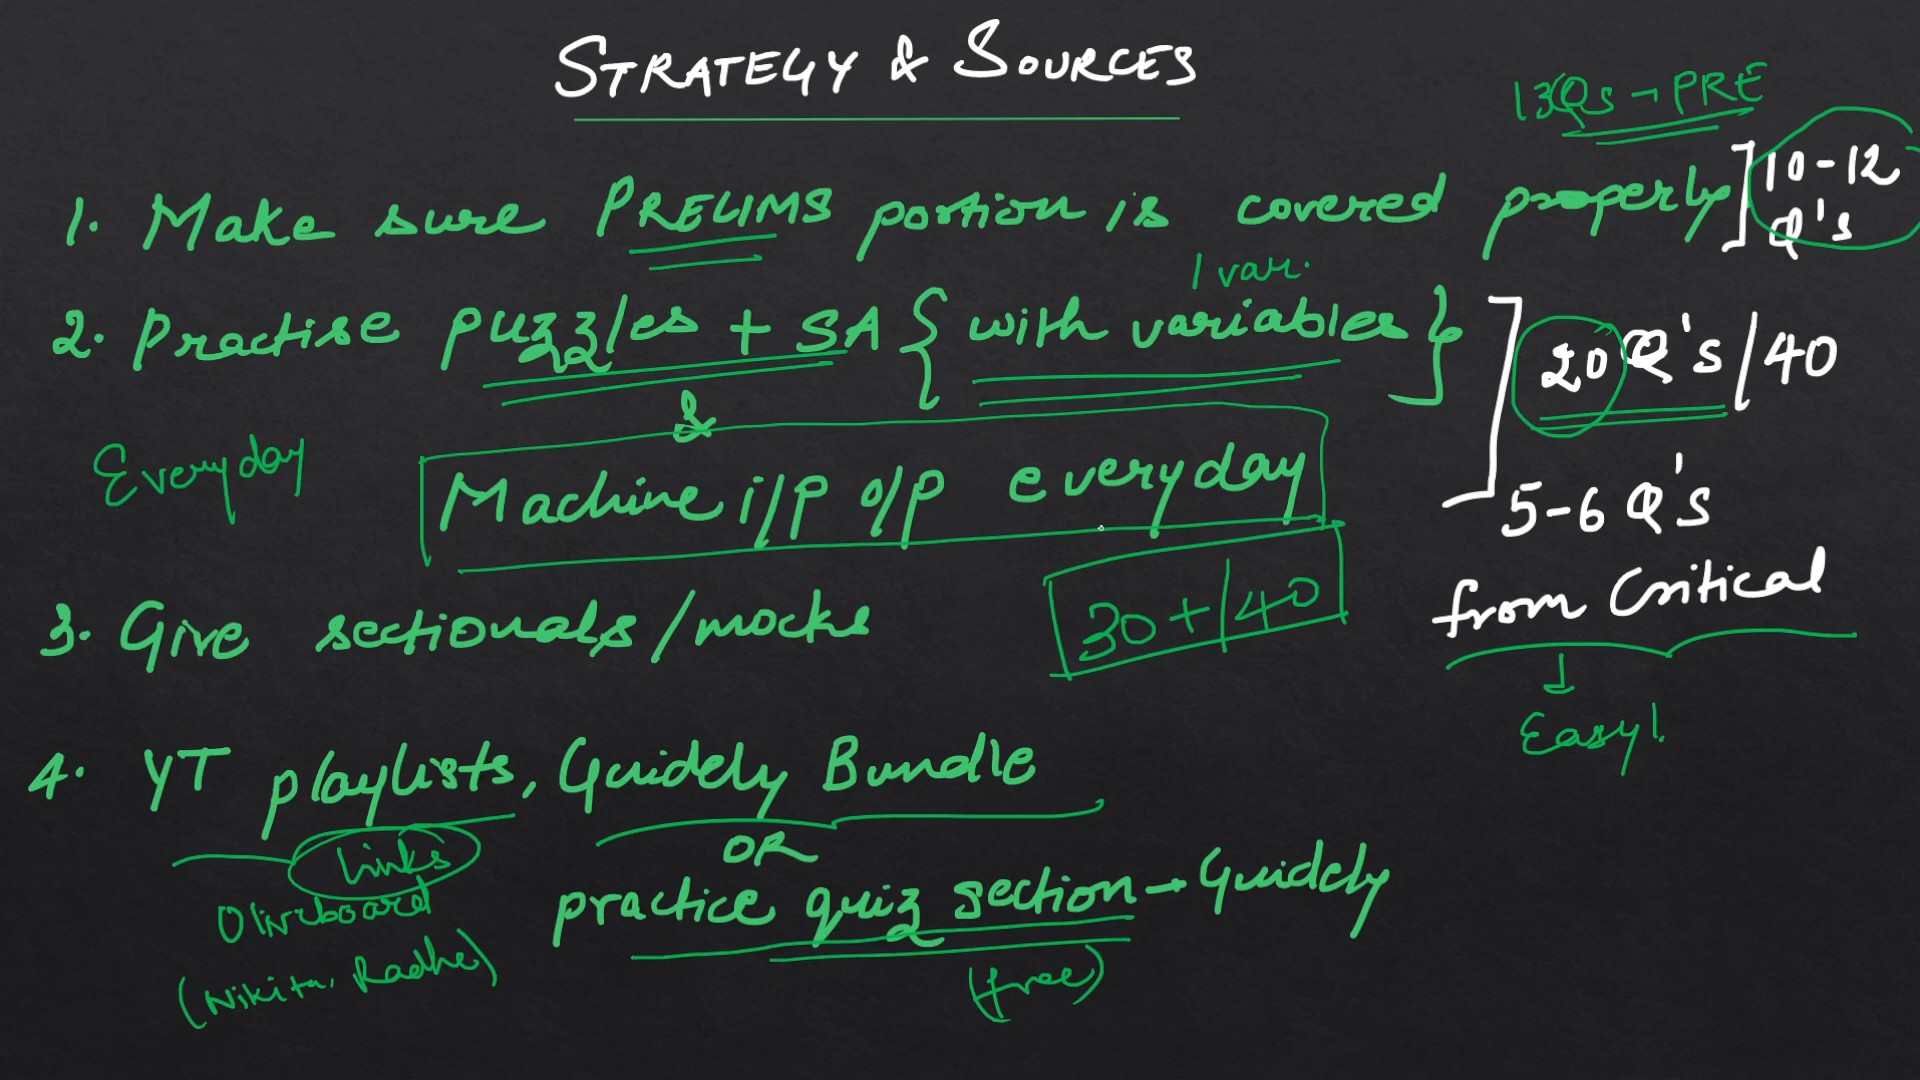 STRATEGY & SOURCES
13Qs → PRE
1. Make sure PRELIMS portion is covered properly ] 10-12 Q's
1 var.
2. Practise puzzles + SA { with variables }
] 20 Q's/40
&
Everyday
Machine i/p o/p everyday
5-6 Q's
from Critical
Easy!
3. Give sectionals/mocks
30+/40
4. YT playlists, Guidely Bundle
Links
OR
Oliveboard
practice quiz section - Guidely
(Nikita, Radhe)
(free)